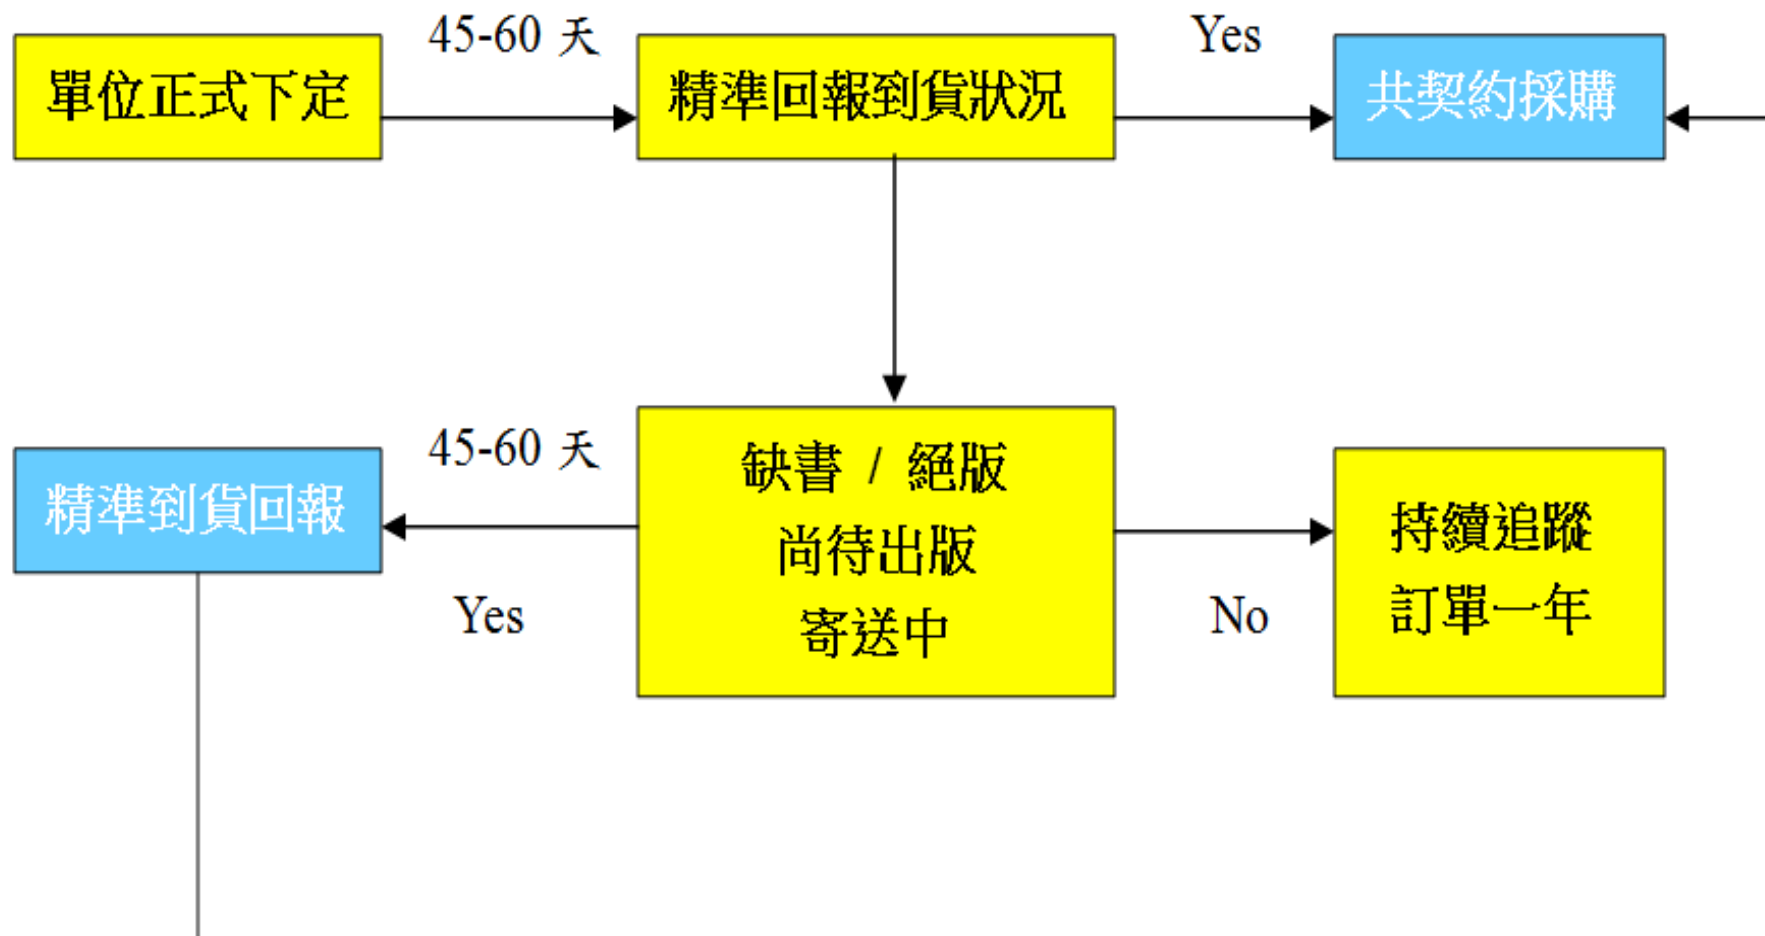 45-60 天
Yes
單位正式下定
精準回報到貨狀況
共契約採購
45-60 天
缺書 / 絕版
精準到貨回報
尚待出版
持續追蹤
Yes
寄送中
No
訂單一年